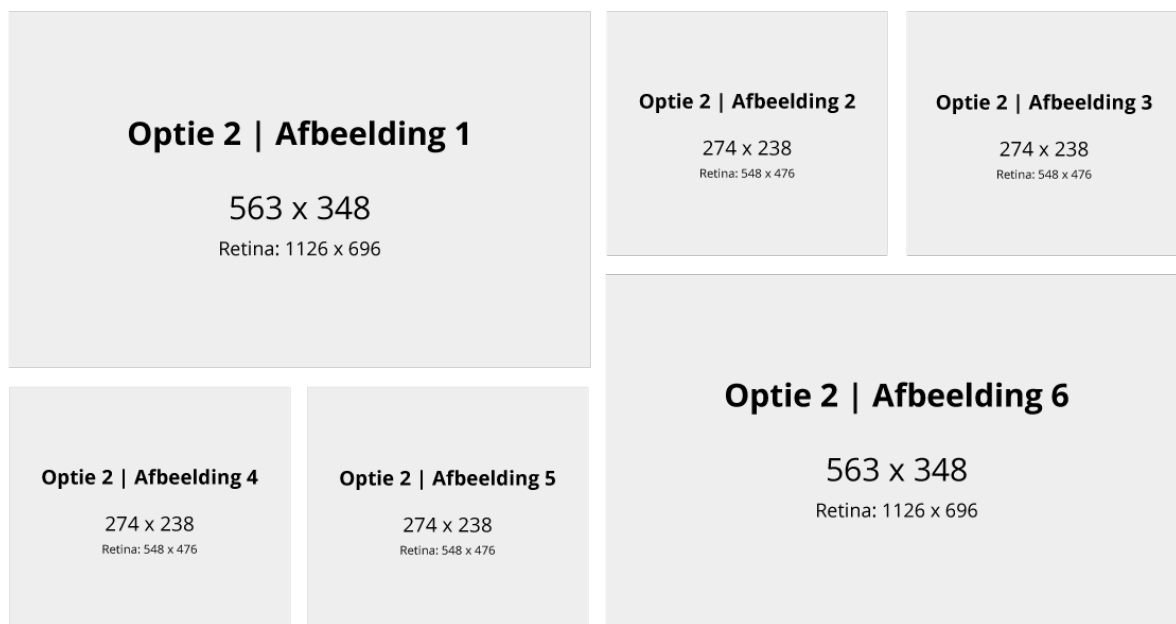 Optie 2 | Afbeelding 1
563 x 348
Retina: 1126 x 696
Optie 2 | Afbeelding 2
274 x 238
Retina: 548 x 476
Optie 2 | Afbeelding 3
274 x 238
Retina: 548 x 476
Optie 2 | Afbeelding 4
274 x 238
Retina: 548 x 476
Optie 2 | Afbeelding 5
274 x 238
Retina: 548 x 476
Optie 2 | Afbeelding 6
563 x 348
Retina: 1126 x 696